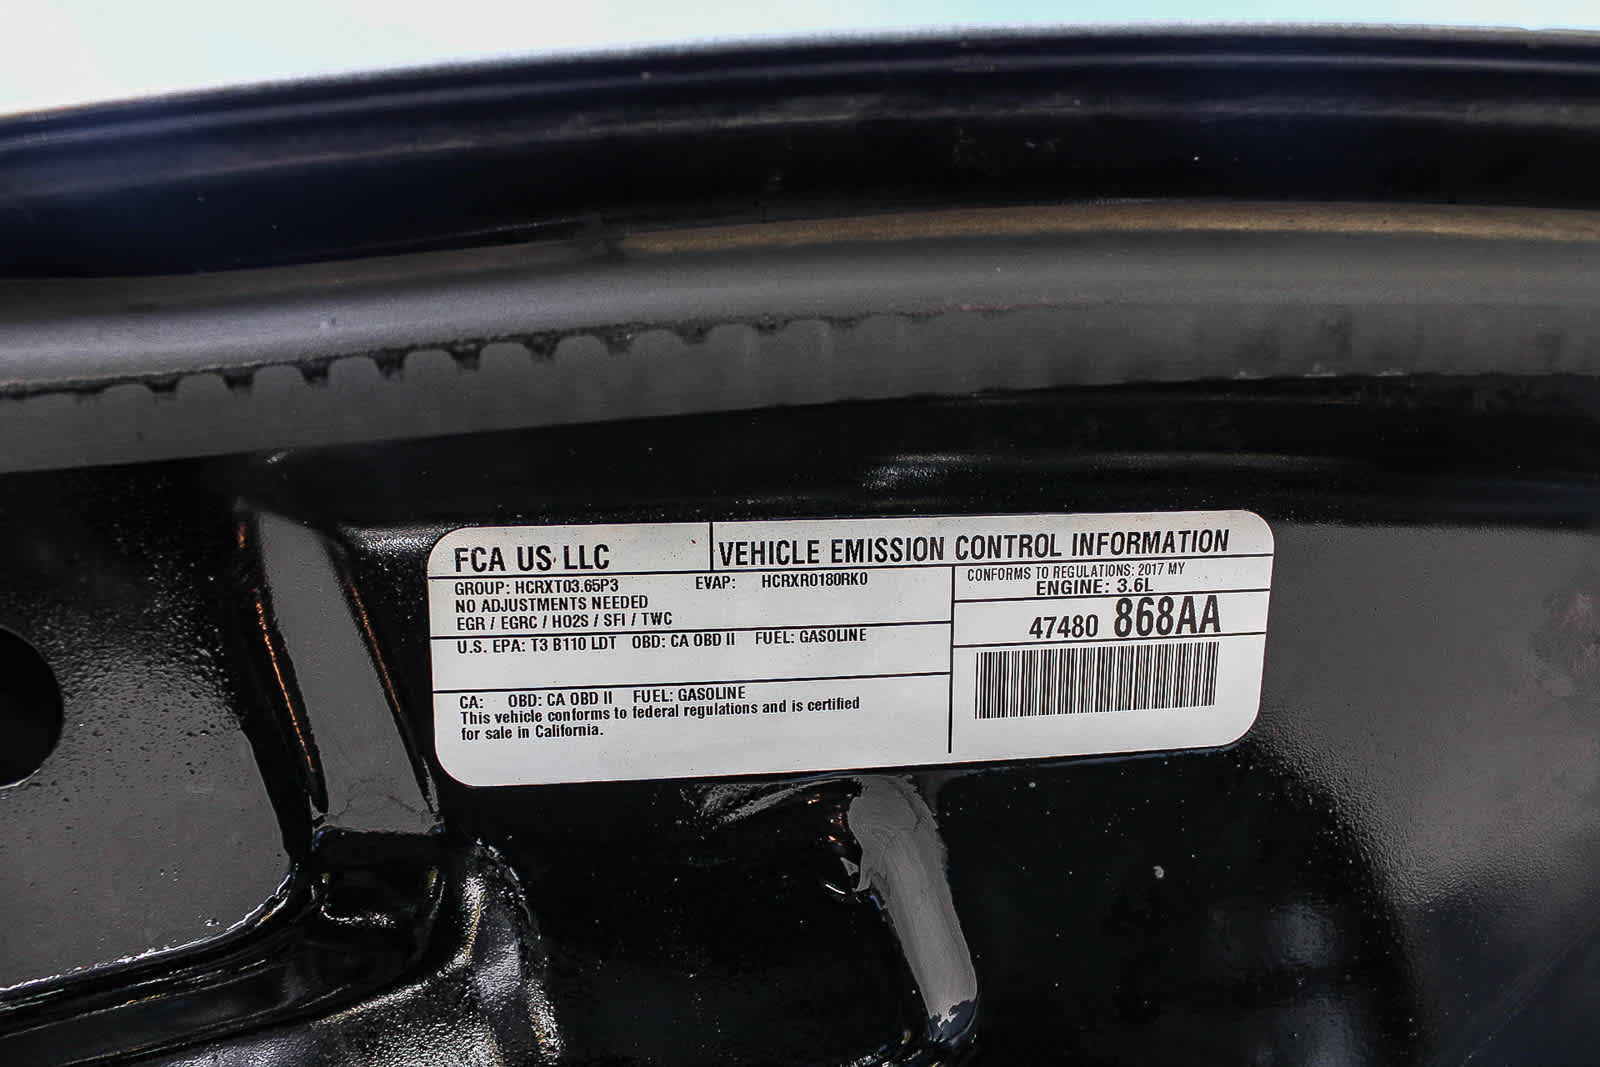 FCA US LLC
VEHICLE EMISSION CONTROL INFORMATION
GROUP: HCRXT03.65P3 EVAP: HCRXR0180RK0
NO ADJUSTMENTS NEEDED
EGR / EGRC / HO2S / SFI / TWC
CONFORMS TO REGULATIONS: 2017 MY
ENGINE: 3.6L
47480 868AA
U.S. EPA: T3 B110 LDT OBD: CA OBD II FUEL: GASOLINE
CA: OBD: CA OBD II FUEL: GASOLINE
This vehicle conforms to federal regulations and is certified
for sale in California.